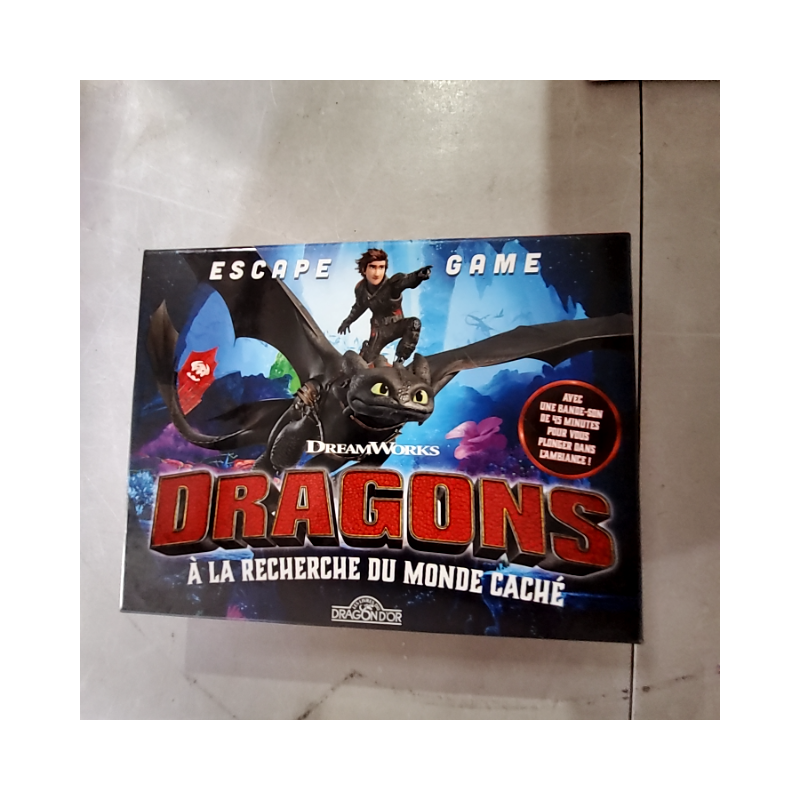 ESCAPE GAME
AVEC
UNE BANDE-SON
DE 45 MINUTES
POUR VOUS
PLONGER DANS
L'AMBIANCE !
DREAMWORKS
DRAGONS
À LA RECHERCHE DU MONDE CACHÉ
DRAGON D'OR